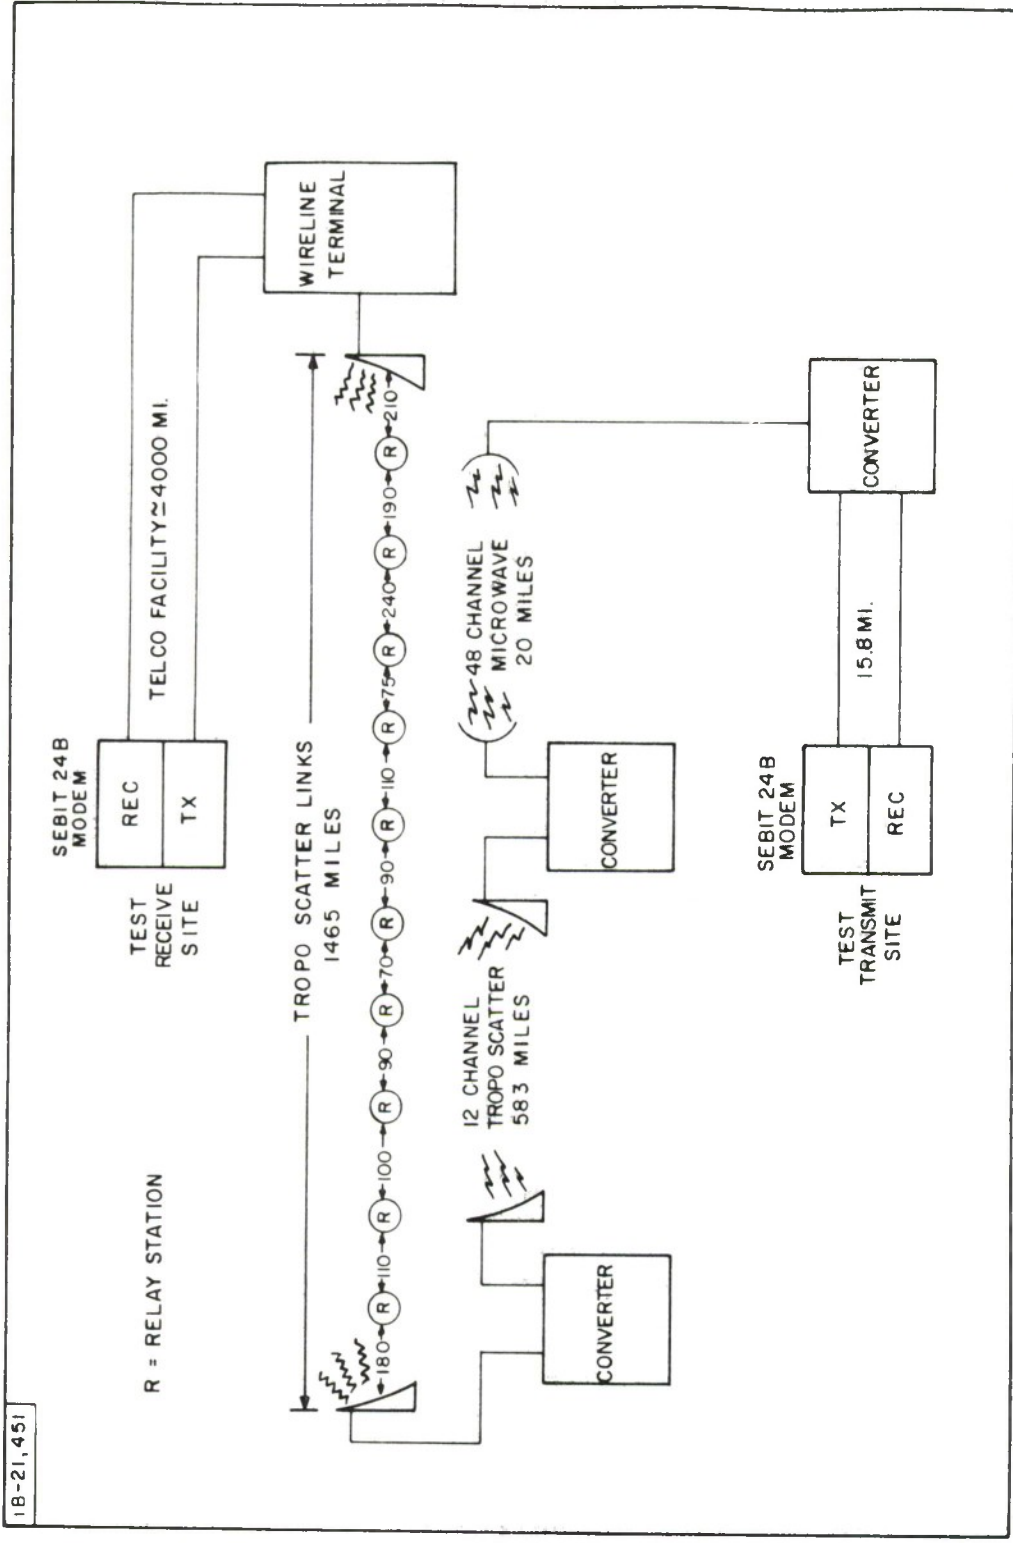 1B-21,451
SEBIT 24B
MODEM
TEST
RECEIVE
SITE
REC
TX
TELCO FACILITY≃4000 MI.
R = RELAY STATION
WIRELINE
TERMINAL
TROPO SCATTER LINKS
1465 MILES
180 R 110 R 100 R 90 R 70 R 90 R 110 R 75 R 240 R 190 R 210
12 CHANNEL
TROPO SCATTER
583 MILES
48 CHANNEL
MICROWAVE
20 MILES
CONVERTER
CONVERTER
SEBIT 24B
MODEM
TEST
TRANSMIT
SITE
TX
REC
15.8 MI.
CONVERTER